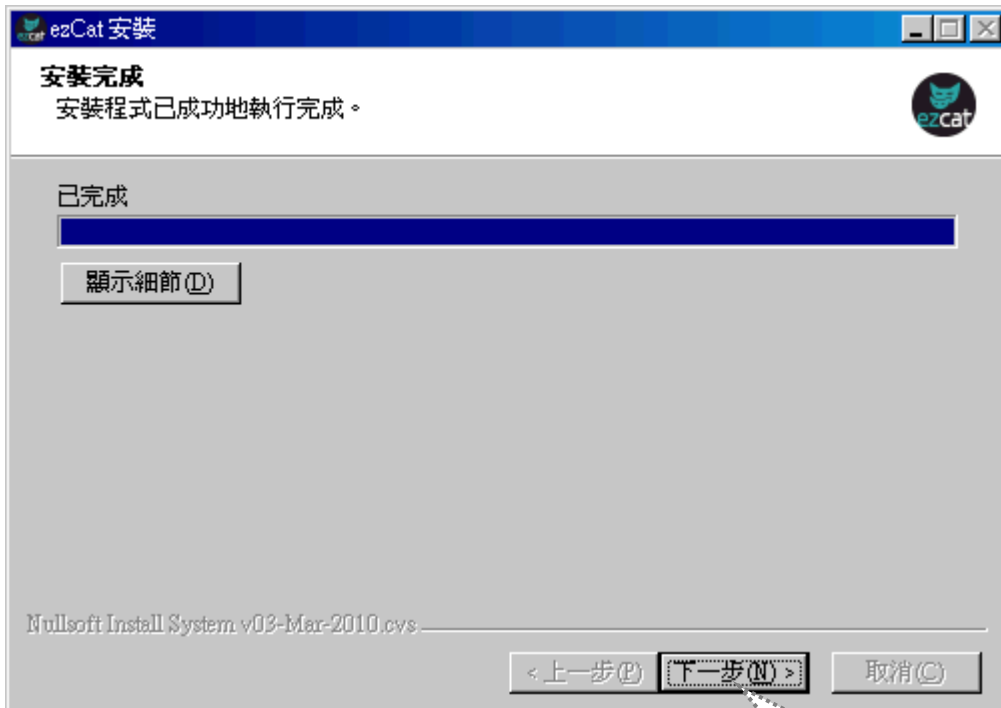 ezCat 安裝
安裝完成
安裝程式已成功地執行完成。
ezcat
已完成
顯示細節(D)
Nullsoft Install System v03-Mar-2010.cvs
< 上一步(P)
下一步(N) >
取消(C)